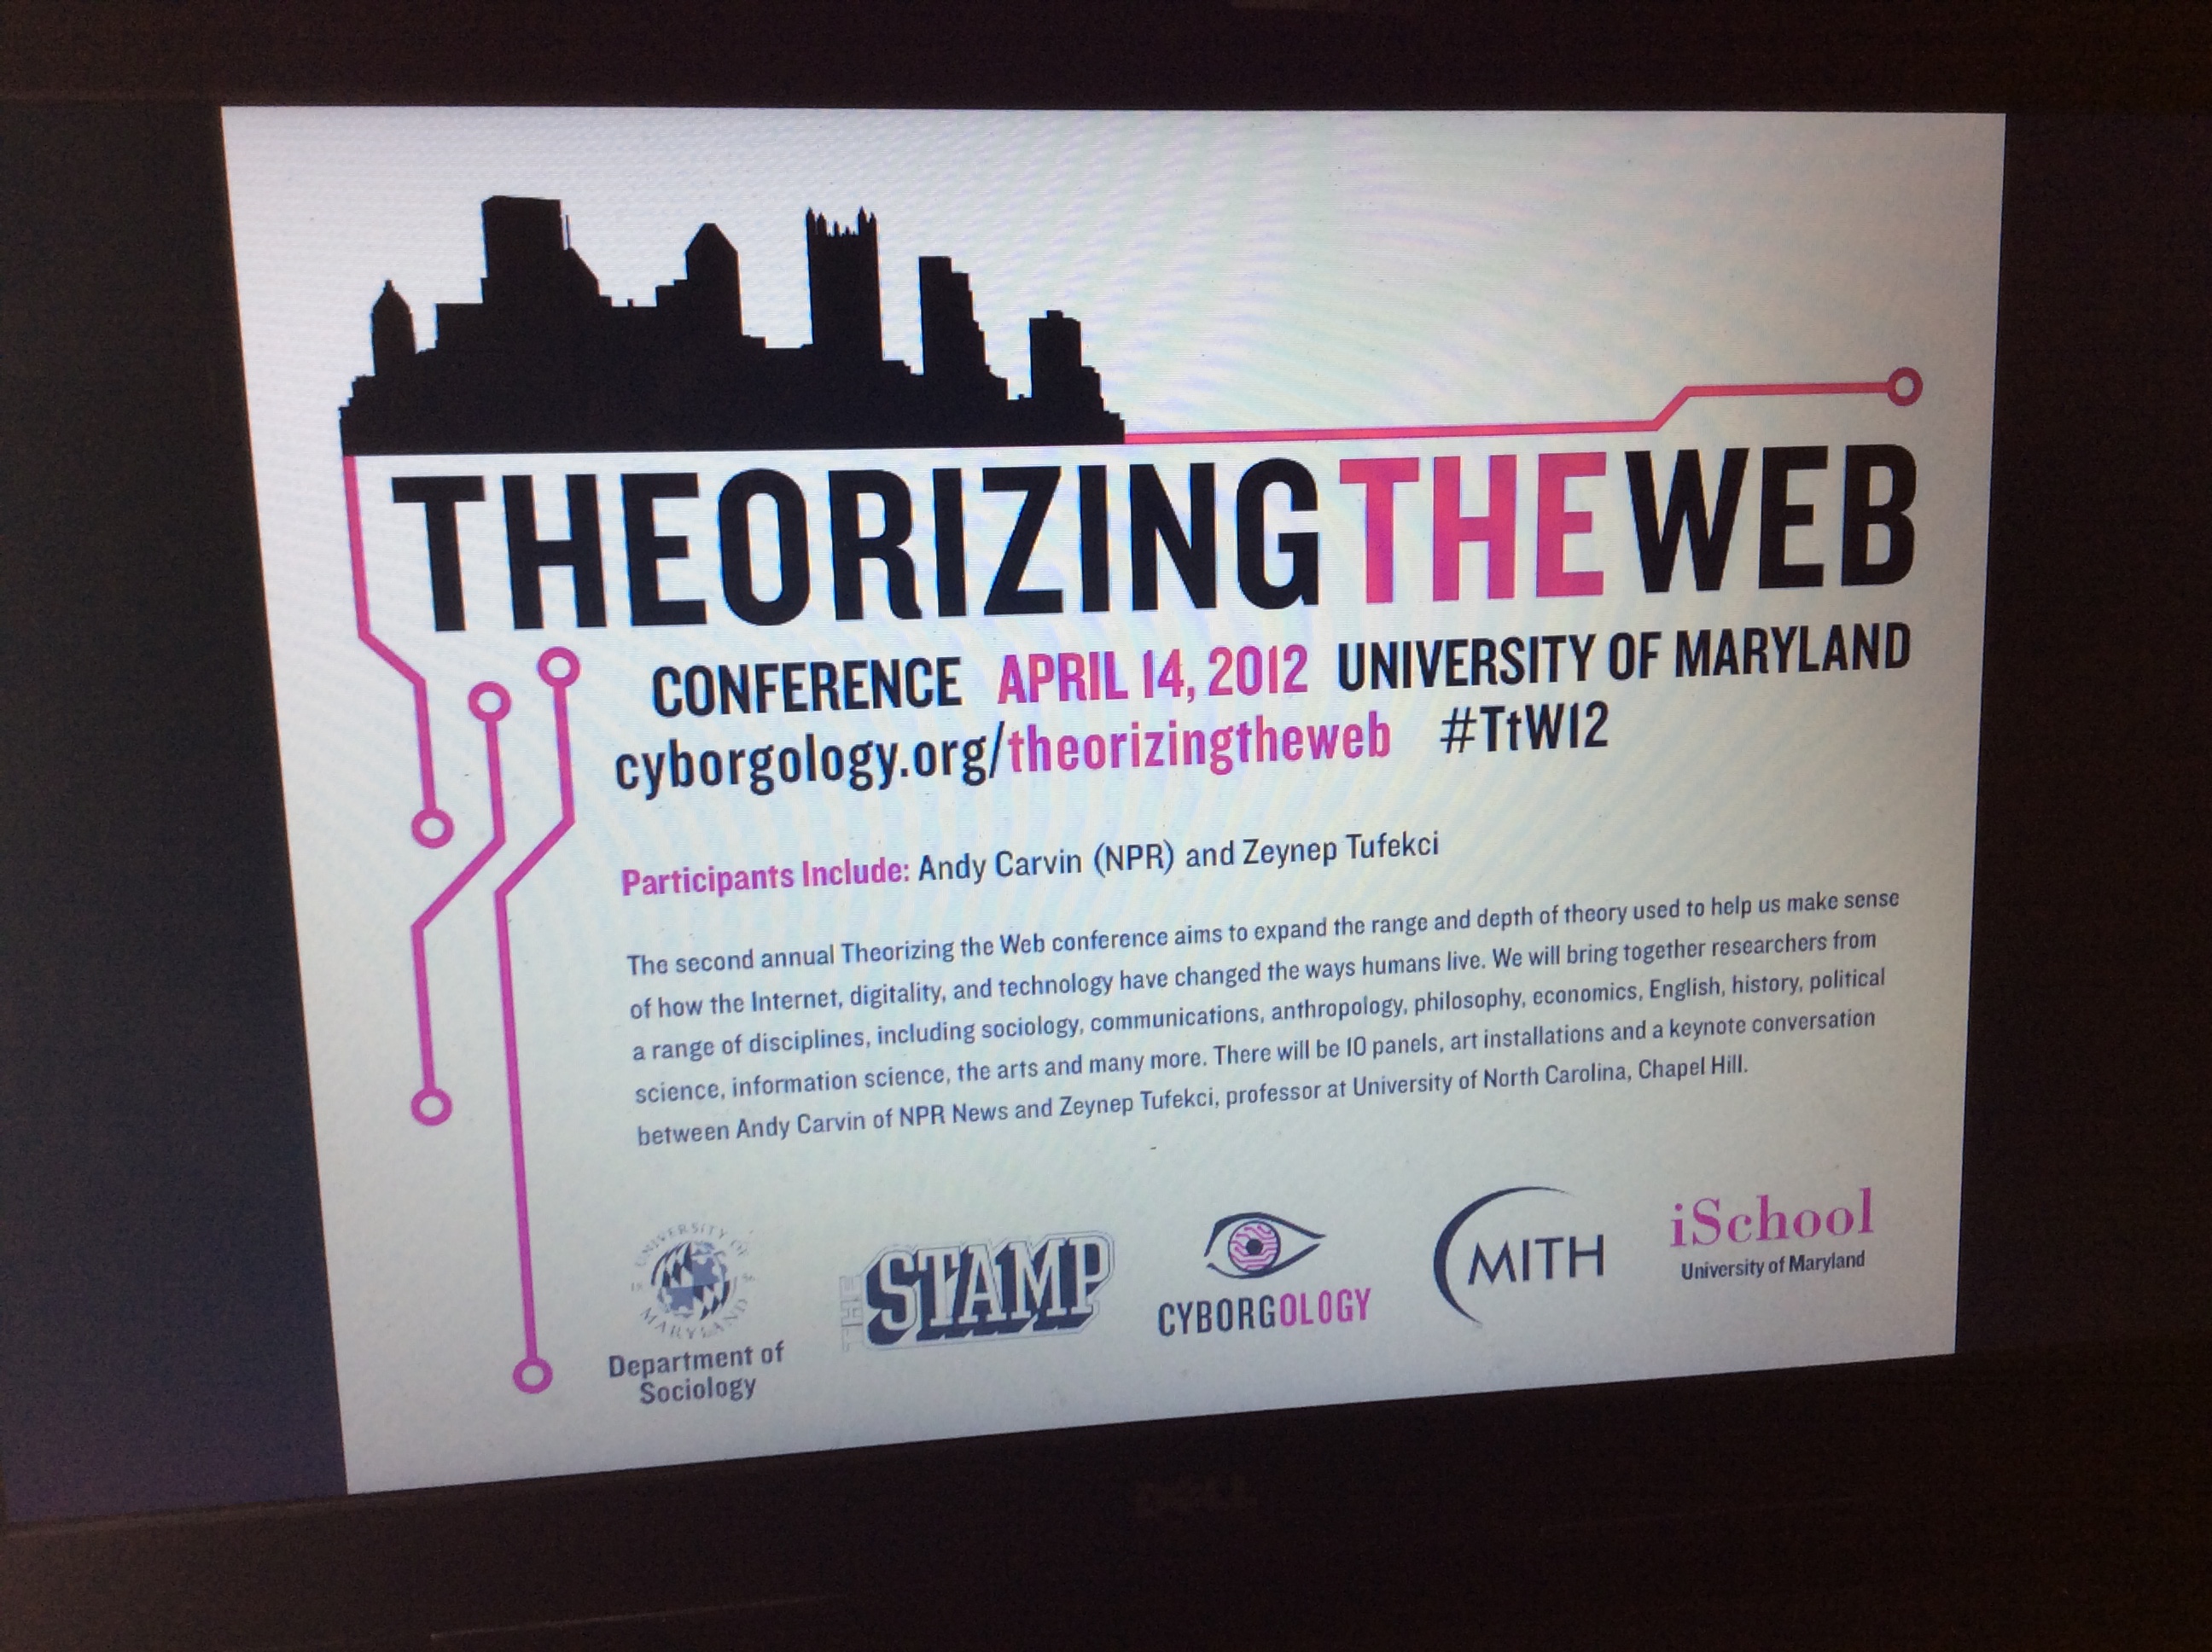 THEORIZING THE WEB
CONFERENCE APRIL 14, 2012 UNIVERSITY OF MARYLAND
cyborgology.org/theorizingtheweb #TtW12
Participants Include: Andy Carvin (NPR) and Zeynep Tufekci
The second annual Theorizing the Web conference aims to expand the range and depth of theory used to help us make sense
of how the Internet, digitality, and technology have changed the ways humans live. We will bring together researchers from
a range of disciplines, including sociology, communications, anthropology, philosophy, economics, English, history, political
science, information science, the arts and many more. There will be 10 panels, art installations and a keynote conversation
between Andy Carvin of NPR News and Zeynep Tufekci, professor at University of North Carolina, Chapel Hill.
UNIVERSITY OF
MARYLAND
Department of
Sociology
THE STAMP
CYBORGOLOGY
MITH
iSchool
University of Maryland